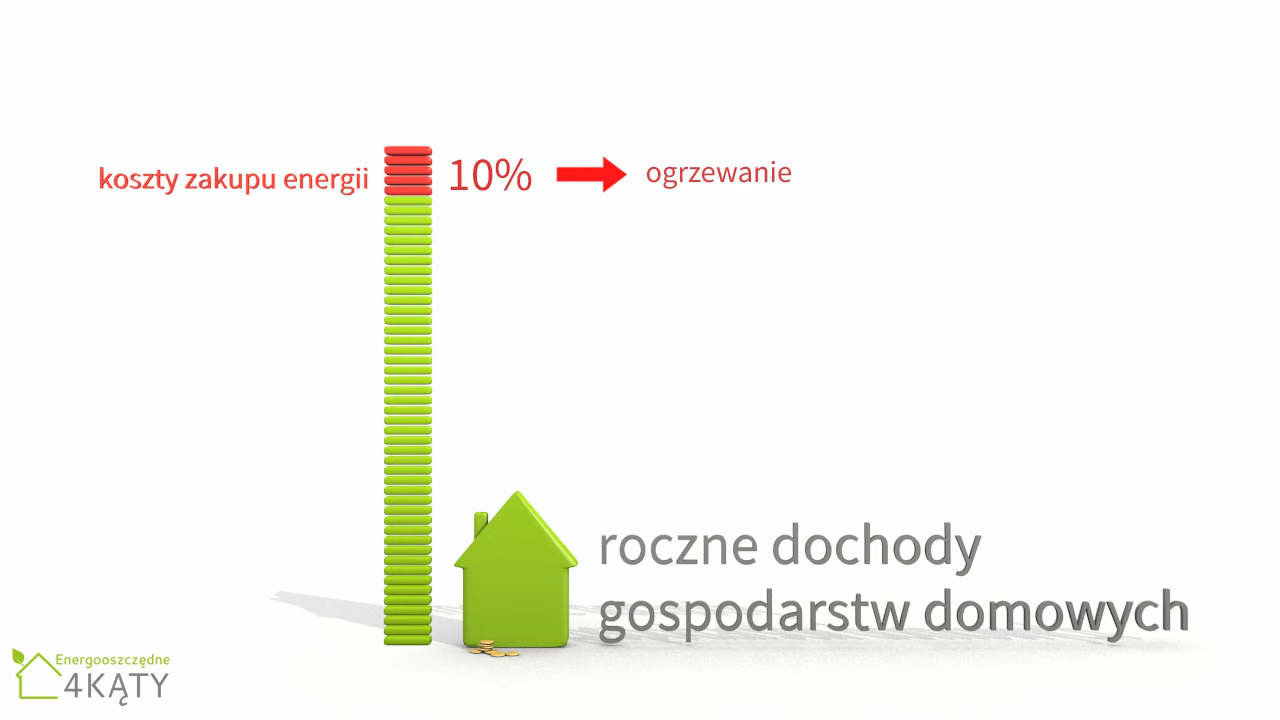 koszty zakupu energii
10%
ogrzewanie
roczne dochody
gospodarstw domowych
Energooszczędne
4KĄTY